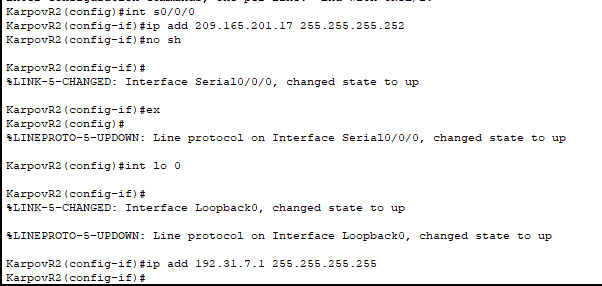 KarpovR2(config)#int s0/0/0
KarpovR2(config-if)#ip add 209.165.201.17 255.255.255.252
KarpovR2(config-if)#no sh
KarpovR2(config-if)#
%LINK-5-CHANGED: Interface Serial0/0/0, changed state to up
KarpovR2(config-if)#ex
KarpovR2(config)#
%LINEPROTO-5-UPDOWN: Line protocol on Interface Serial0/0/0, changed state to up
KarpovR2(config)#int lo 0
KarpovR2(config-if)#
%LINK-5-CHANGED: Interface Loopback0, changed state to up
%LINEPROTO-5-UPDOWN: Line protocol on Interface Loopback0, changed state to up
KarpovR2(config-if)#ip add 192.31.7.1 255.255.255.255
KarpovR2(config-if)#